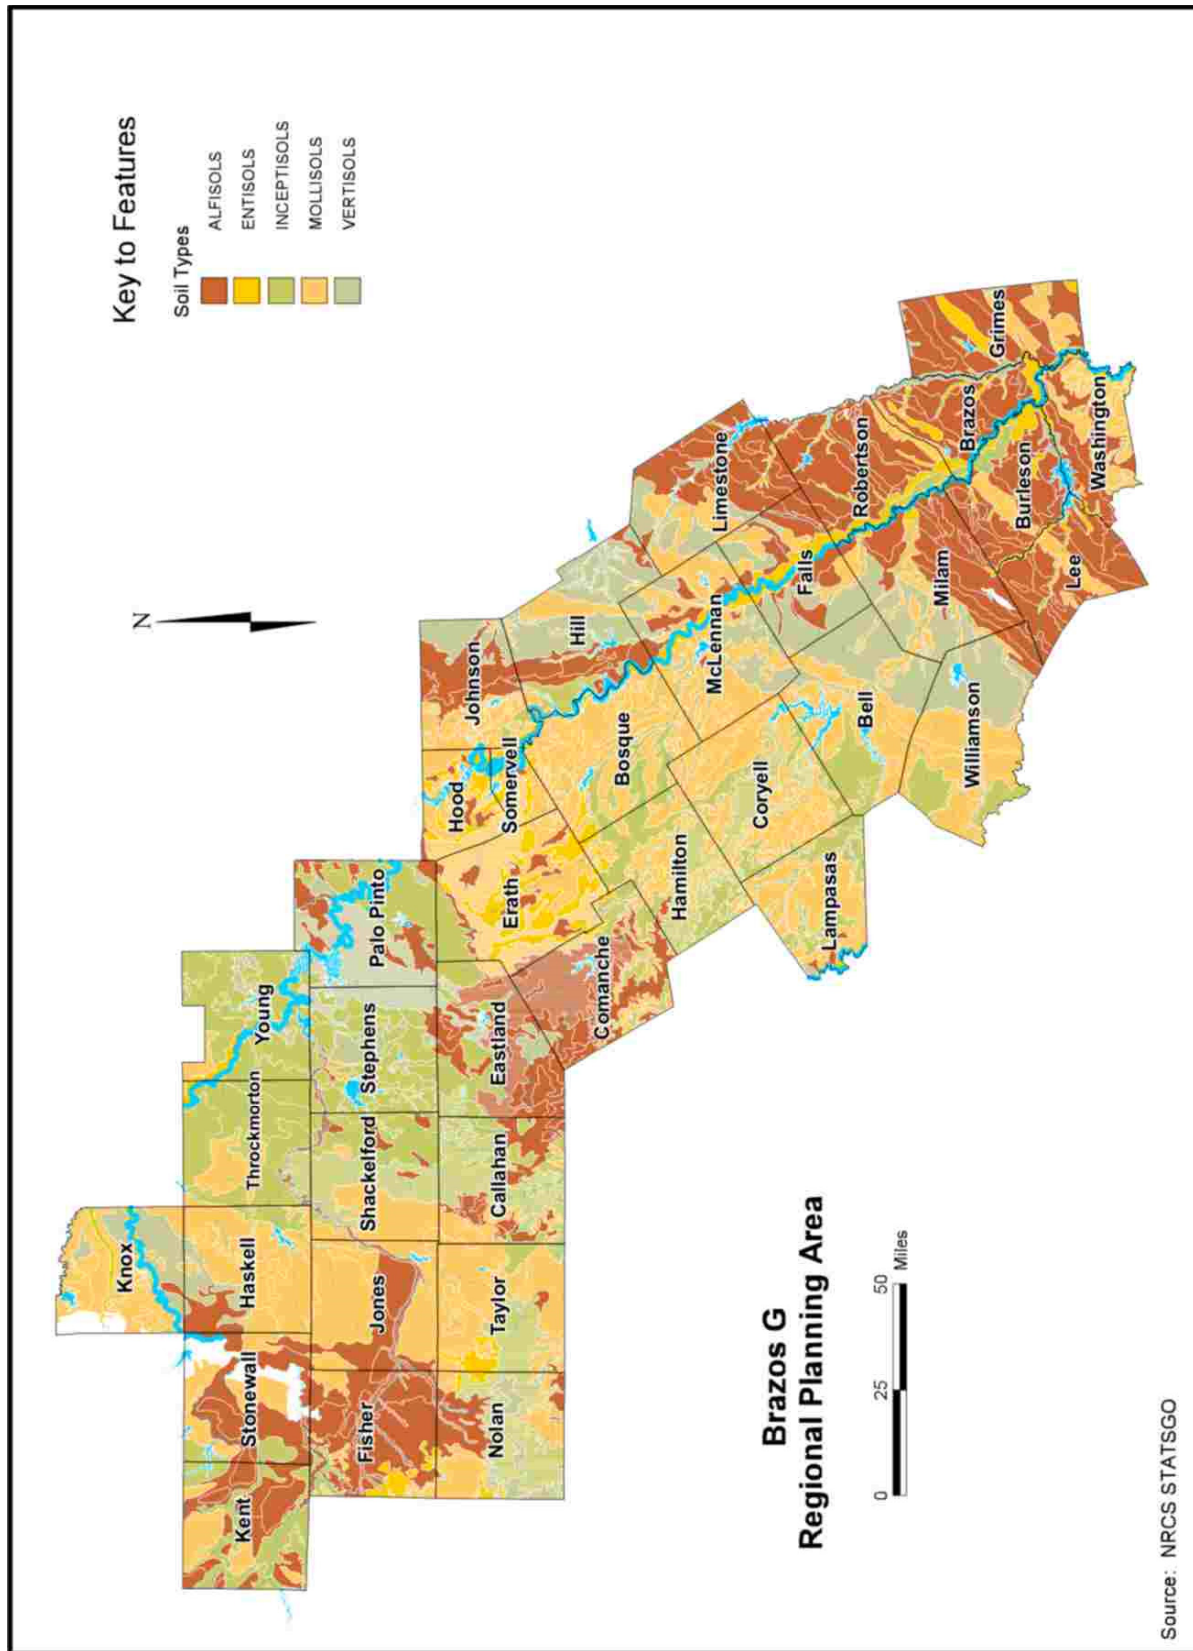 Key to Features
Soil Types
ALFISOLS
ENTISOLS
INCEPTISOLS
MOLLISOLS
VERTISOLS
N
Knox
Kent
Stonewall
Haskell
Throckmorton
Young
Fisher
Jones
Shackelford
Stephens
Palo Pinto
Nolan
Taylor
Callahan
Eastland
Erath
Hood
Johnson
Somervell
Comanche
Hamilton
Bosque
Hill
Lampasas
Coryell
McLennan
Limestone
Bell
Falls
Robertson
Williamson
Milam
Brazos
Grimes
Lee
Burleson
Washington
Brazos G
Regional Planning Area
0
25
50
Miles
Source: NRCS STATSGO